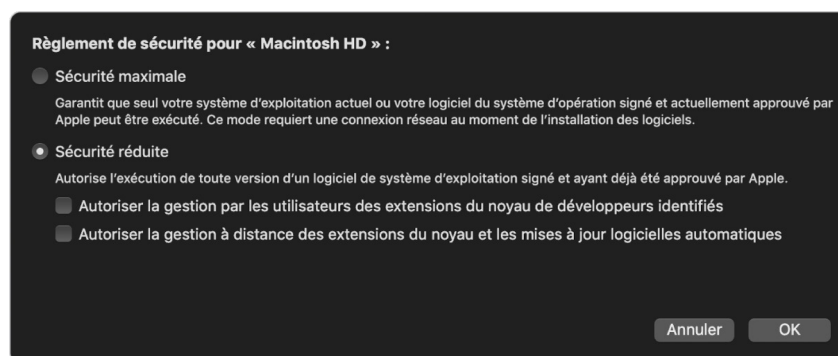 Règlement de sécurité pour « Macintosh HD » :
Sécurité maximale
Garantit que seul votre système d'exploitation actuel ou votre logiciel du système d'opération signé et actuellement approuvé par
Apple peut être exécuté. Ce mode requiert une connexion réseau au moment de l'installation des logiciels.
Sécurité réduite
Autorise l'exécution de toute version d'un logiciel de système d'exploitation signé et ayant déjà été approuvé par Apple.
Autoriser la gestion par les utilisateurs des extensions du noyau de développeurs identifiés
Autoriser la gestion à distance des extensions du noyau et les mises à jour logicielles automatiques
Annuler OK